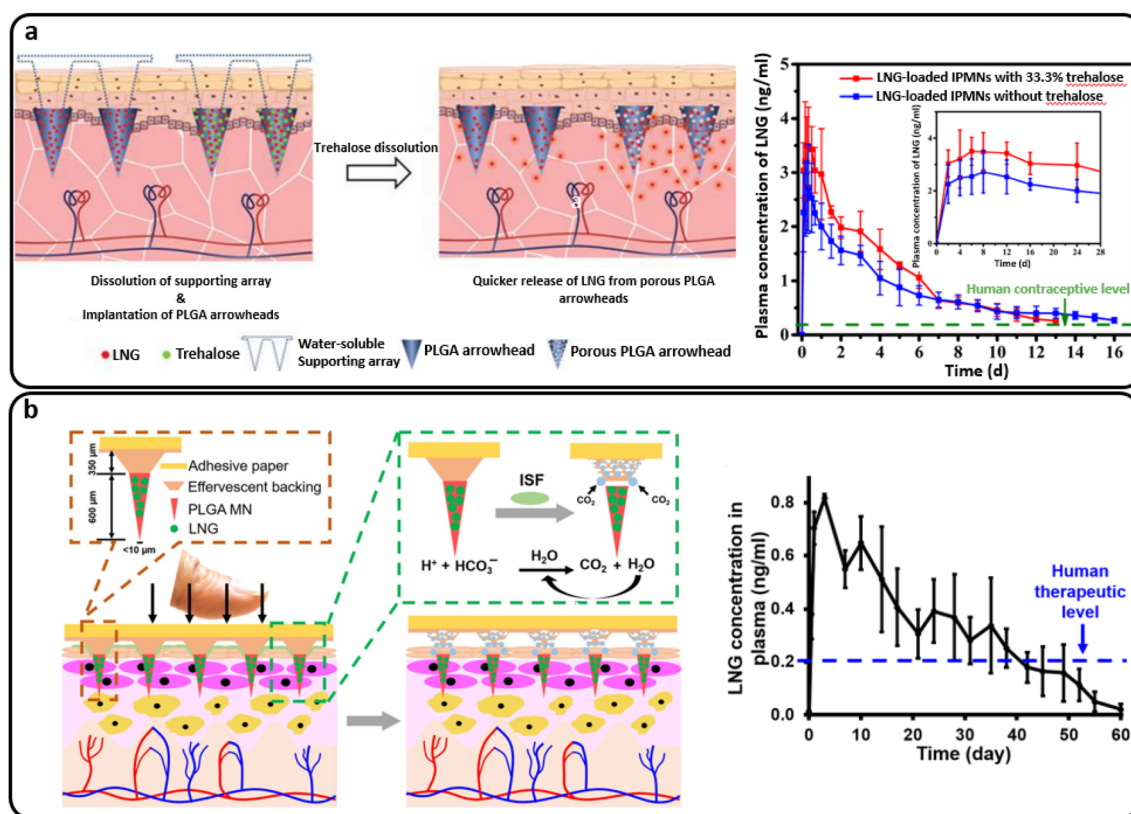 a
Trehalose dissolution
Dissolution of supporting array
&
Implantation of PLGA arrowheads
Quicker release of LNG from porous PLGA
arrowheads
LNG
Trehalose
Water-soluble
Supporting array
PLGA arrowhead
Porous PLGA arrowhead
Plasma concentration of LNG (ng/ml)
5
4
3
2
1
0
LNG-loaded IPMNs with 33.3% trehalose
LNG-loaded IPMNs without trehalose
Plasma concentration of LNG (ng/ml)
5
4
3
2
1
0
0 4 8 12 16 20 24 28
Time (d)
Human contraceptive level
0 2 4 6 8 10 12 14 16
Time (d)
b
350 μm
600 μm
<10 μm
Adhesive paper
Effervescent backing
PLGA MN
LNG
ISF
CO₂
CO₂
H⁺ + HCO₃⁻
H₂O
CO₂ + H₂O
LNG concentration in
plasma (ng/ml)
0.8
0.6
0.4
0.2
0.0
Human
therapeutic
level
0 10 20 30 40 50 60
Time (day)